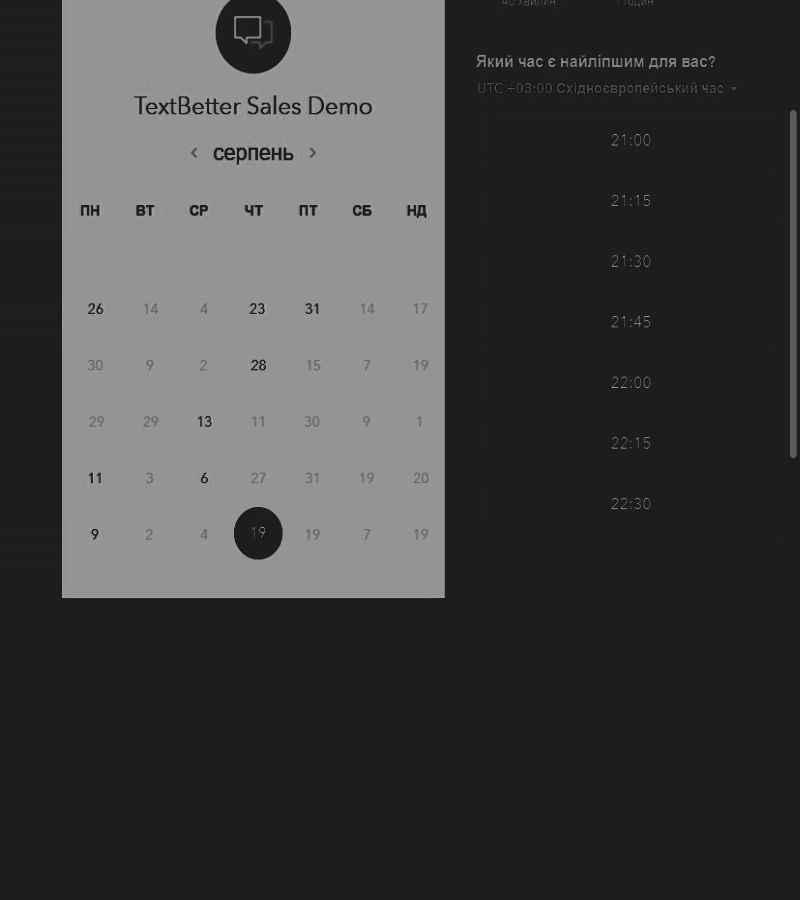 40 хвилин 1 годин
TextBetter Sales Demo
серпень
ПН ВТ СР ЧТ ПТ СБ НД
26 14 4 23 31 14 17
30 9 2 28 15 7 19
29 29 13 11 30 9 1
11 3 6 27 31 19 20
9 2 4 19 19 7 19
Який час є найліпшим для вас?
UTC +03:00 Східноєвропейський час
21:00
21:15
21:30
21:45
22:00
22:15
22:30